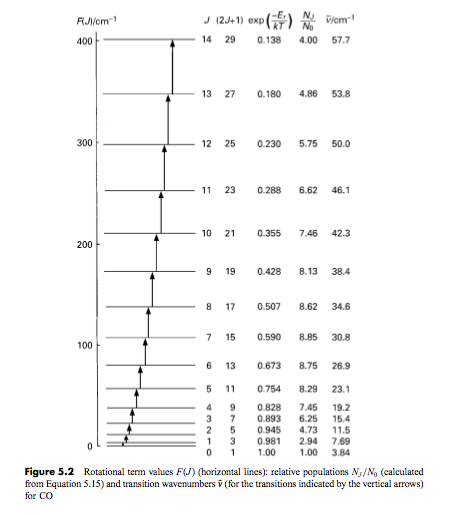 F(J)/cm⁻¹ J (2J+1) exp(-Eᵣ/kT) N_J/N₀ ṽ/cm⁻¹
400 14 29 0.138 4.00 57.7
13 27 0.180 4.86 53.8
300 12 25 0.230 5.75 50.0
11 23 0.288 6.62 46.1
10 21 0.355 7.46 42.3
200
9 19 0.428 8.13 38.4
8 17 0.507 8.62 34.6
7 15 0.590 8.85 30.8
100
6 13 0.673 8.75 26.9
5 11 0.754 8.29 23.1
4 9 0.828 7.45 19.2
3 7 0.893 6.25 15.4
2 5 0.945 4.73 11.5
1 3 0.981 2.94 7.69
0 0 1 1.00 1.00 3.84
Figure 5.2 Rotational term values F(J) (horizontal lines): relative populations N_J/N₀ (calculated
from Equation 5.15) and transition wavenumbers ṽ (for the transitions indicated by the vertical arrows)
for CO